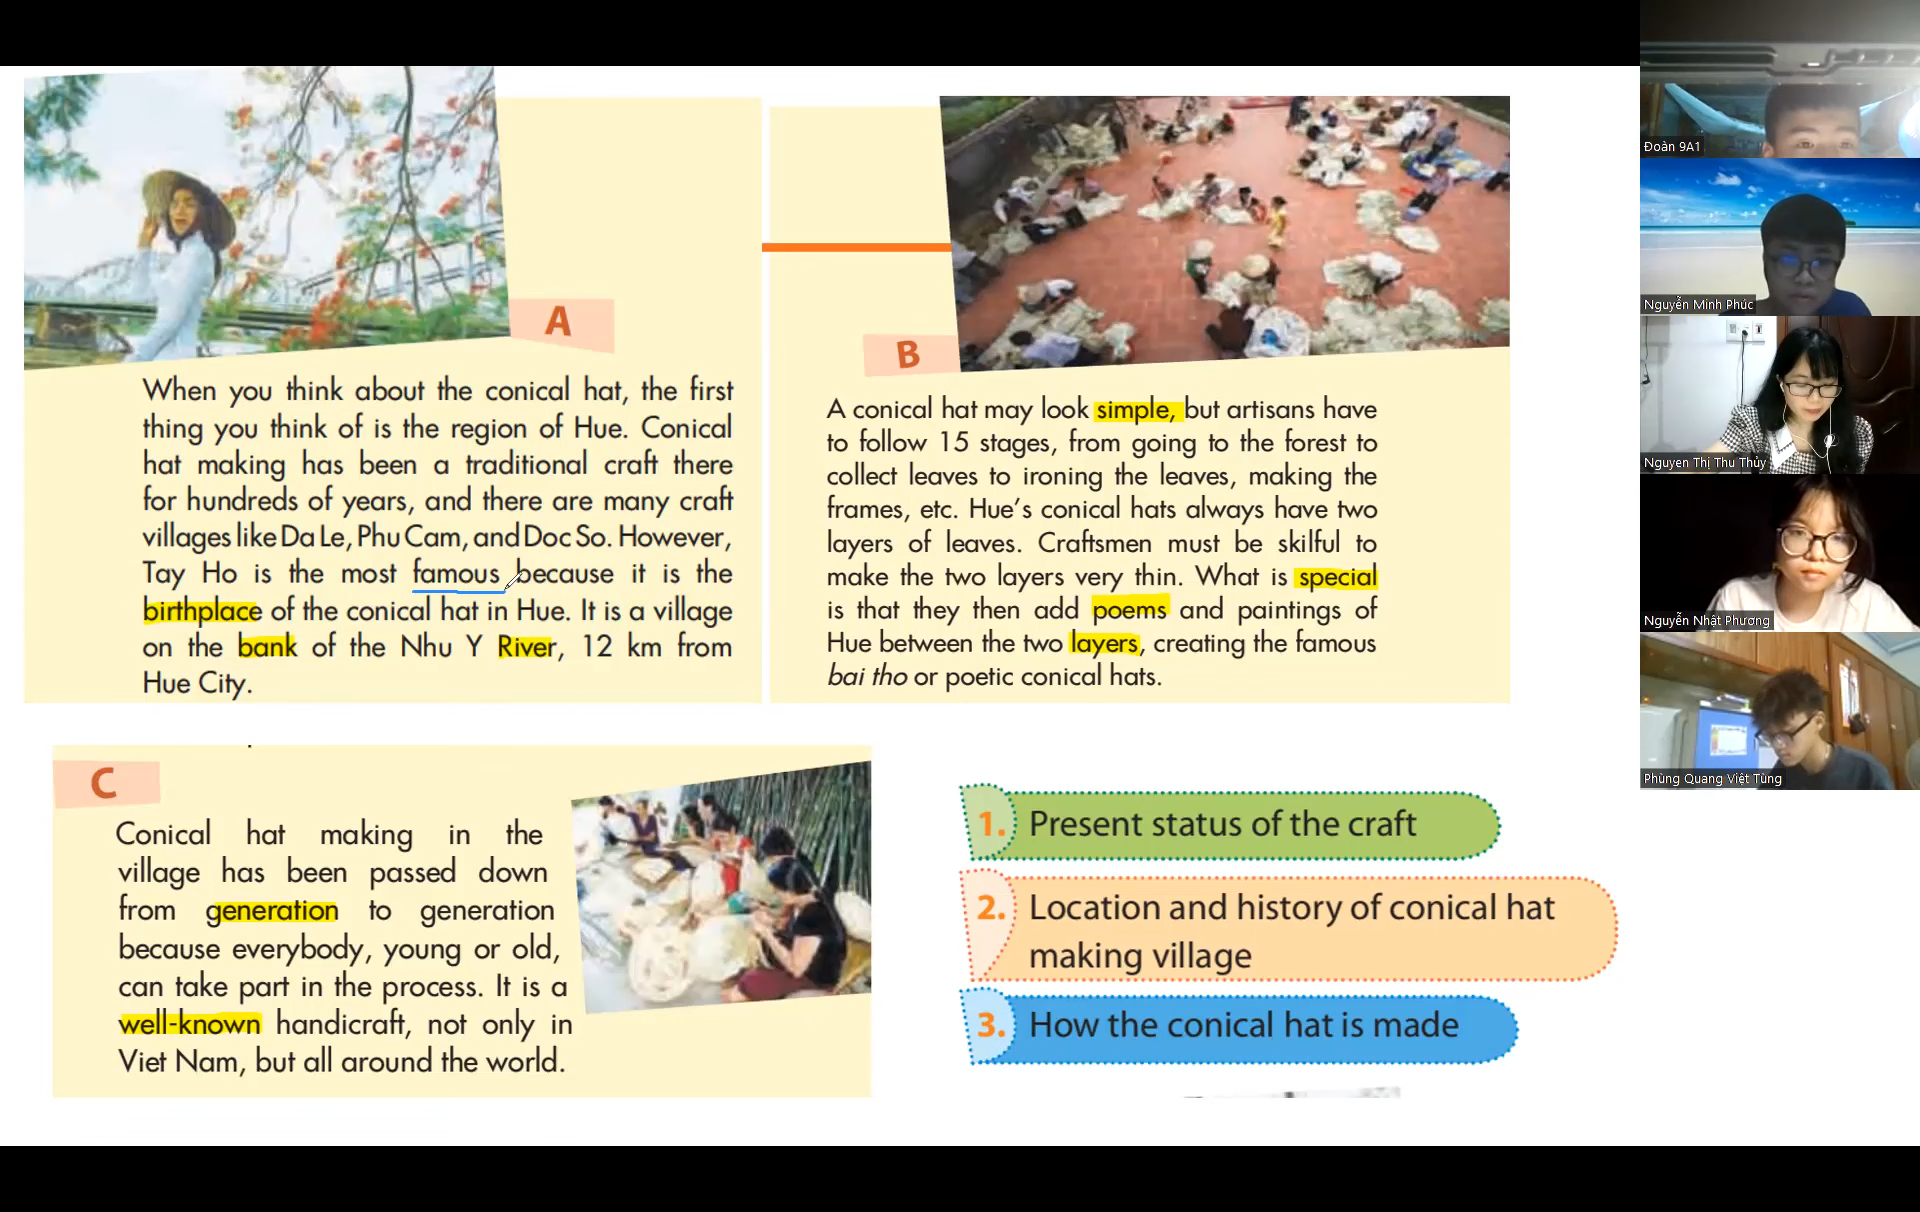 A
When you think about the conical hat, the first
thing you think of is the region of Hue. Conical
hat making has been a traditional craft there
for hundreds of years, and there are many craft
villages like Da Le, Phu Cam, and Doc So. However,
Tay Ho is the most famous because it is the
birthplace of the conical hat in Hue. It is a village
on the bank of the Nhu Y River, 12 km from
Hue City.
B
A conical hat may look simple, but artisans have
to follow 15 stages, from going to the forest to
collect leaves to ironing the leaves, making the
frames, etc. Hue's conical hats always have two
layers of leaves. Craftsmen must be skilful to
make the two layers very thin. What is special
is that they then add poems and paintings of
Hue between the two layers, creating the famous
bai tho or poetic conical hats.
C
Conical hat making in the
village has been passed down
from generation to generation
because everybody, young or old,
can take part in the process. It is a
well-known handicraft, not only in
Viet Nam, but all around the world.
1. Present status of the craft
2. Location and history of conical hat
making village
3. How the conical hat is made
Đoàn 9A1
Nguyễn Minh Phúc
Nguyen Thị Thu Thủy
Nguyễn Nhật Phương
Phùng Quang Việt Tùng